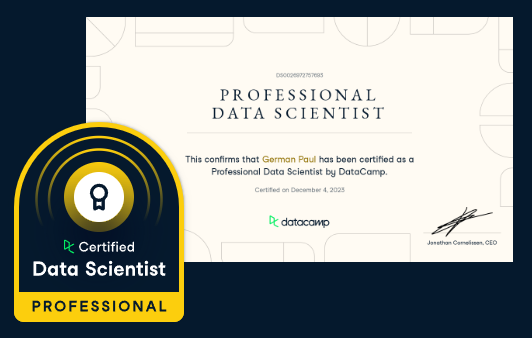 DS0026972757693
PROFESSIONAL
DATA SCIENTIST
This confirms that German Paul has been certified as a
Professional Data Scientist by DataCamp.
Certified on December 4, 2023
datacamp
Jonathan Cornelissen, CEO
Certified
Data Scientist
PROFESSIONAL